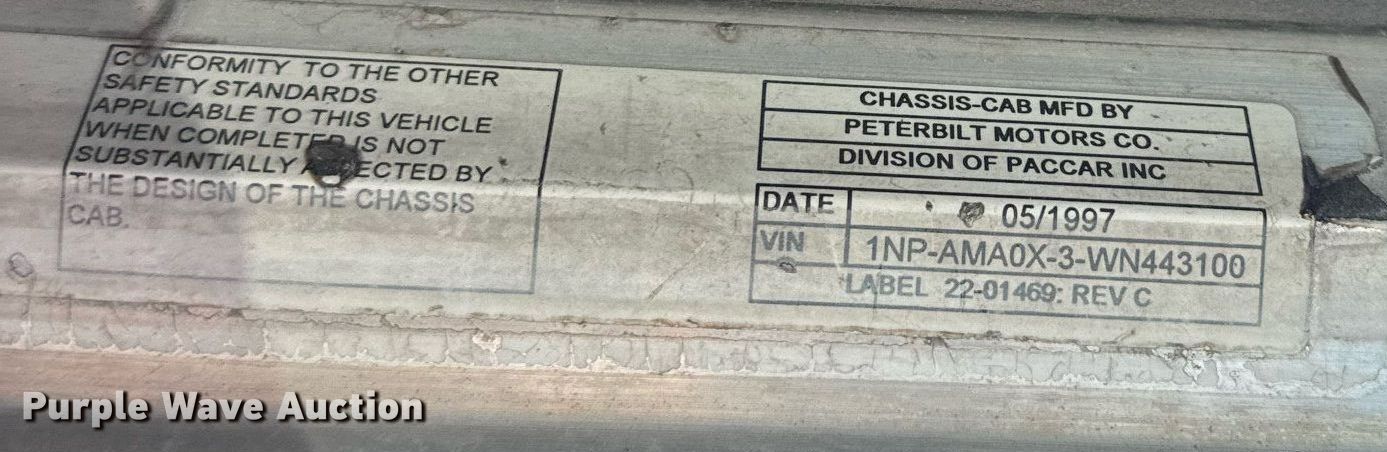 CONFORMITY TO THE OTHER
SAFETY STANDARDS
APPLICABLE TO THIS VEHICLE
WHEN COMPLETED IS NOT
SUBSTANTIALLY AFFECTED BY
THE DESIGN OF THE CHASSIS
CAB.
CHASSIS-CAB MFD BY
PETERBILT MOTORS CO.
DIVISION OF PACCAR INC
DATE 05/1997
VIN 1NP-AMA0X-3-WN443100
LABEL 22-01469: REV C
Purple Wave Auction